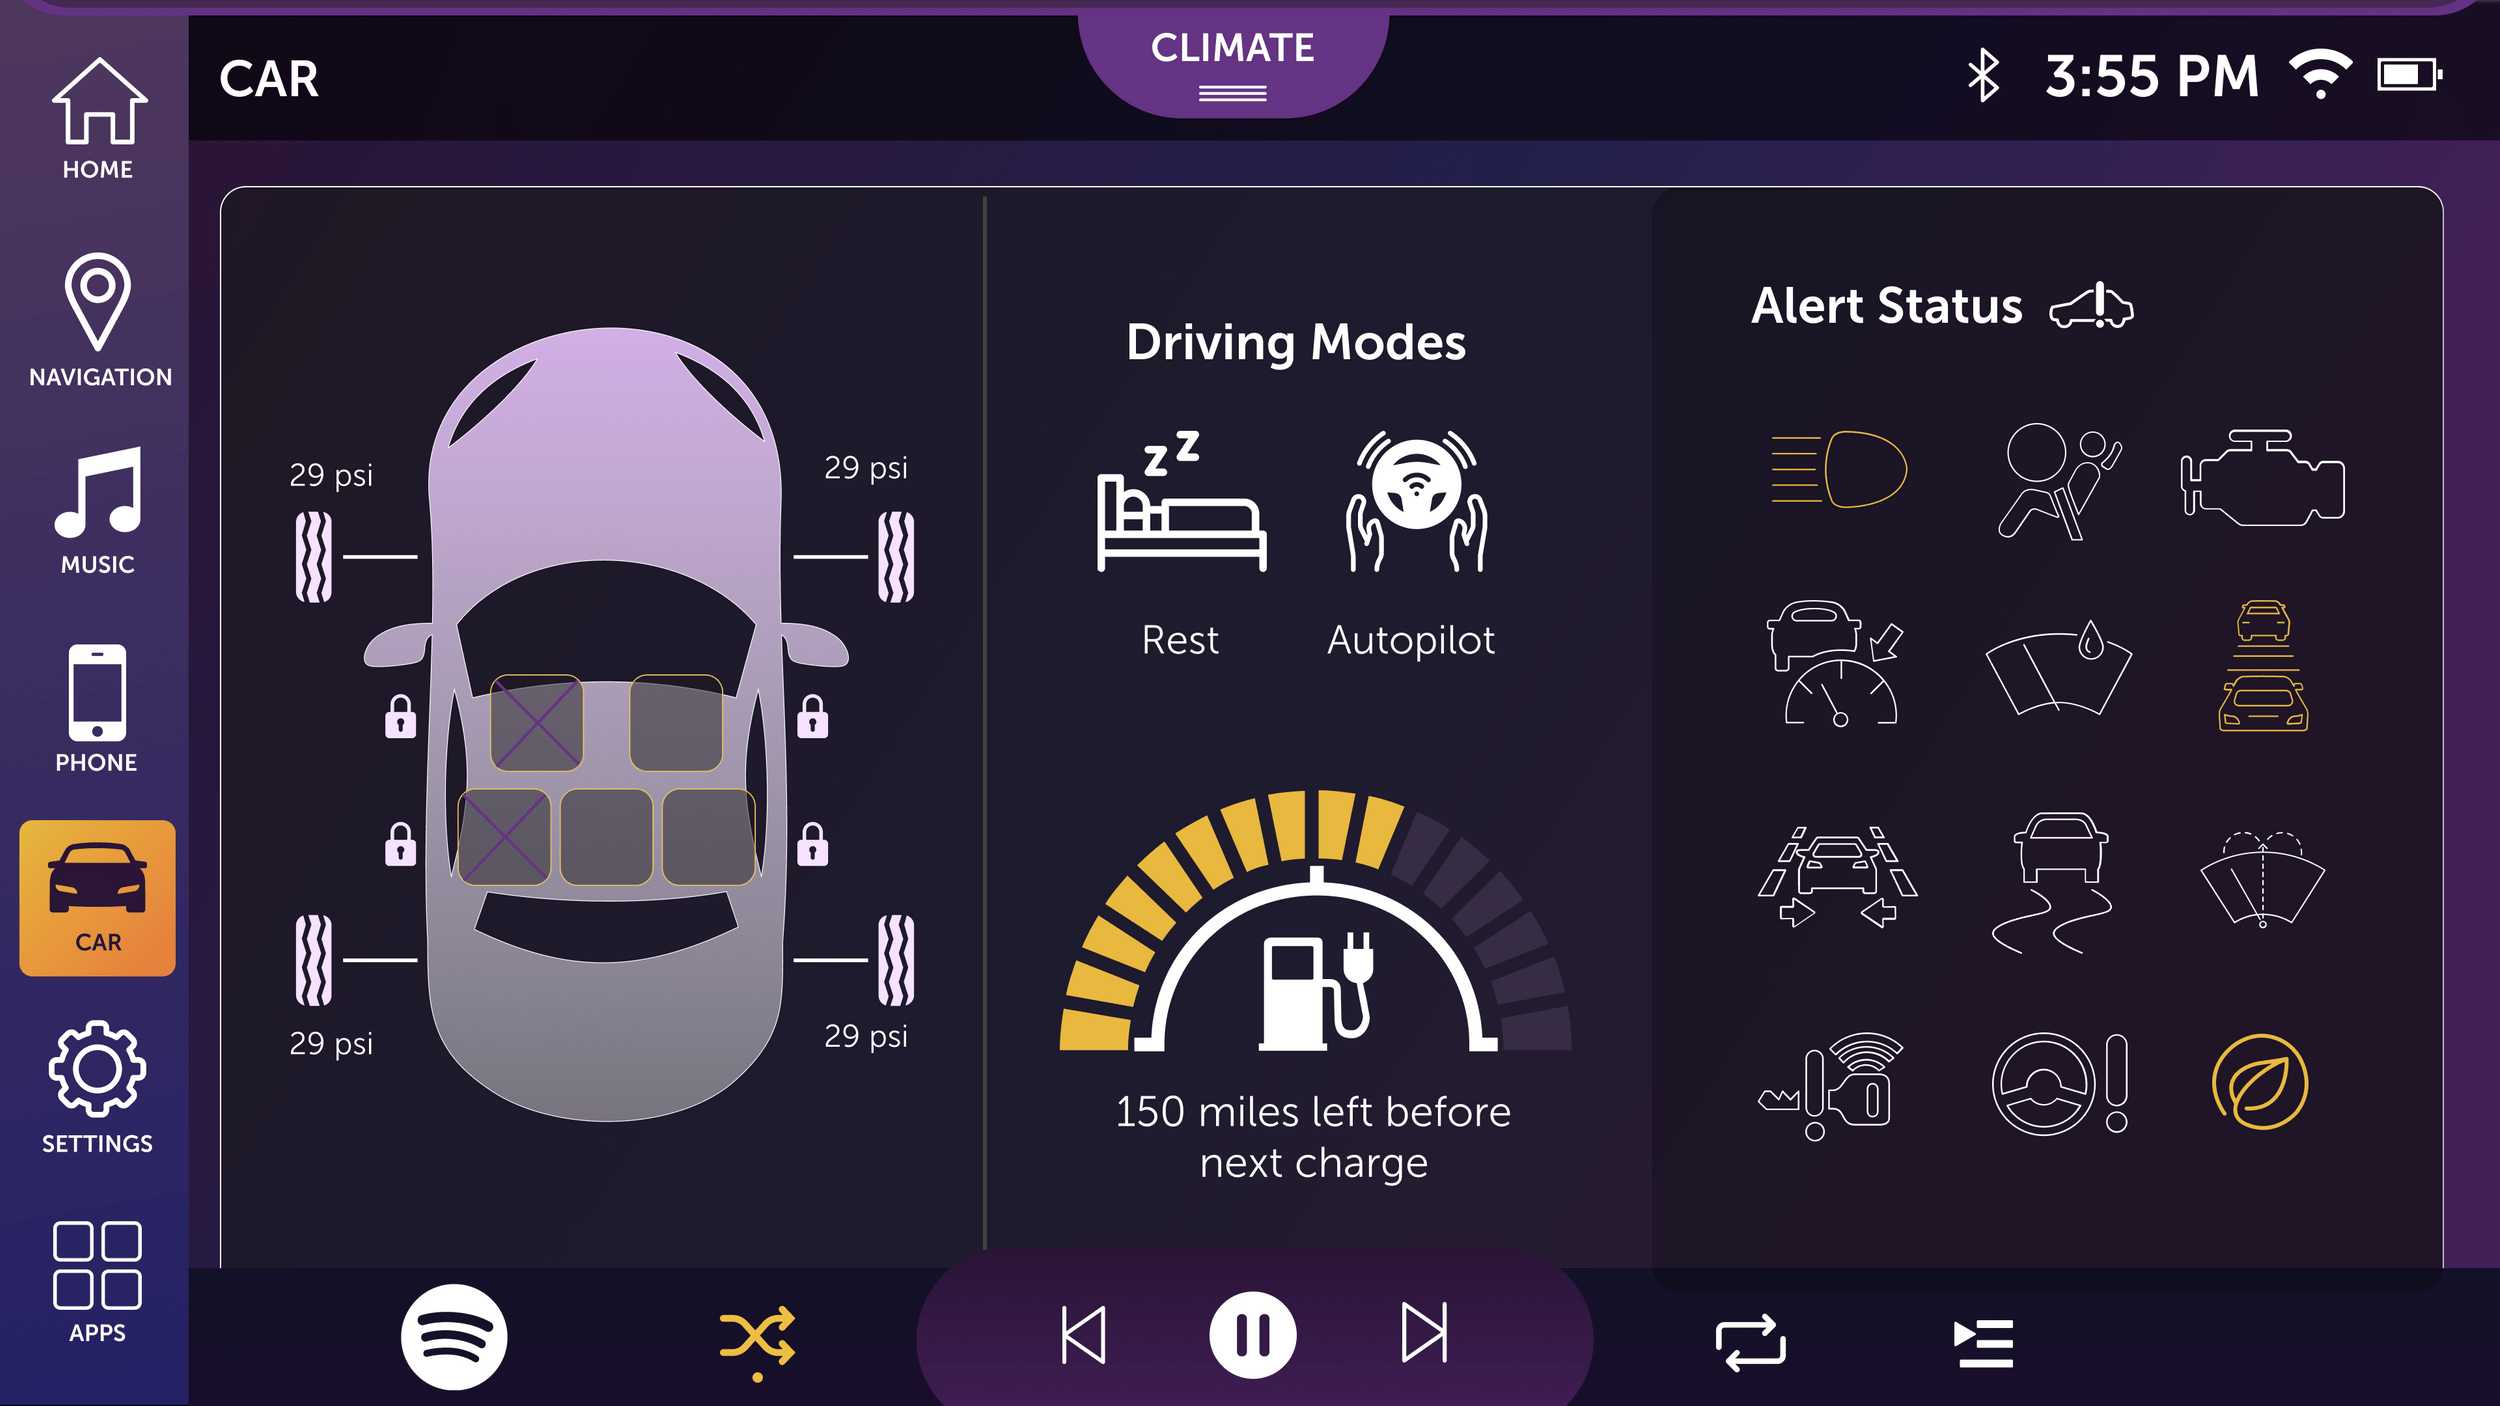 CAR
CLIMATE
3:55 PM
HOME
NAVIGATION
MUSIC
PHONE
CAR
SETTINGS
APPS
29 psi
29 psi
29 psi
29 psi
Driving Modes
zz
Rest
Autopilot
150 miles left before
next charge
Alert Status